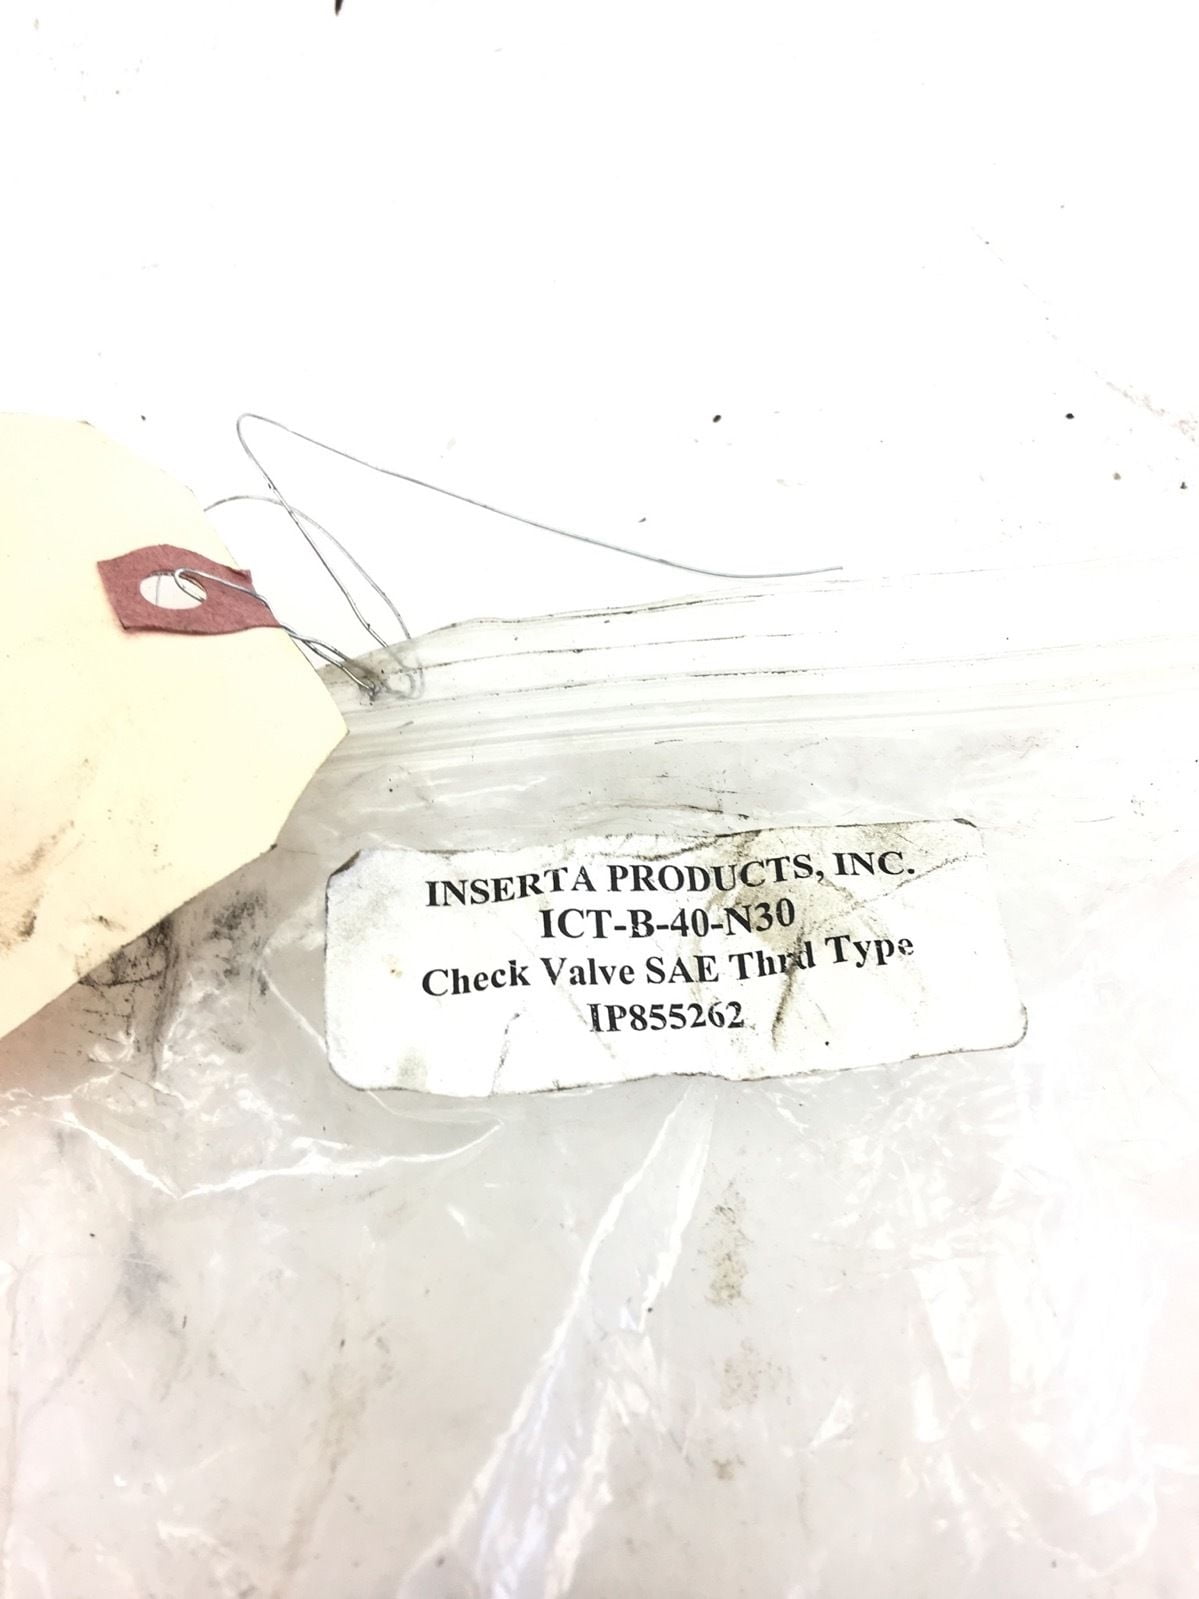 INSERTA PRODUCTS, INC.
ICT-B-40-N30
Check Valve SAE Thrd Type
IP855262